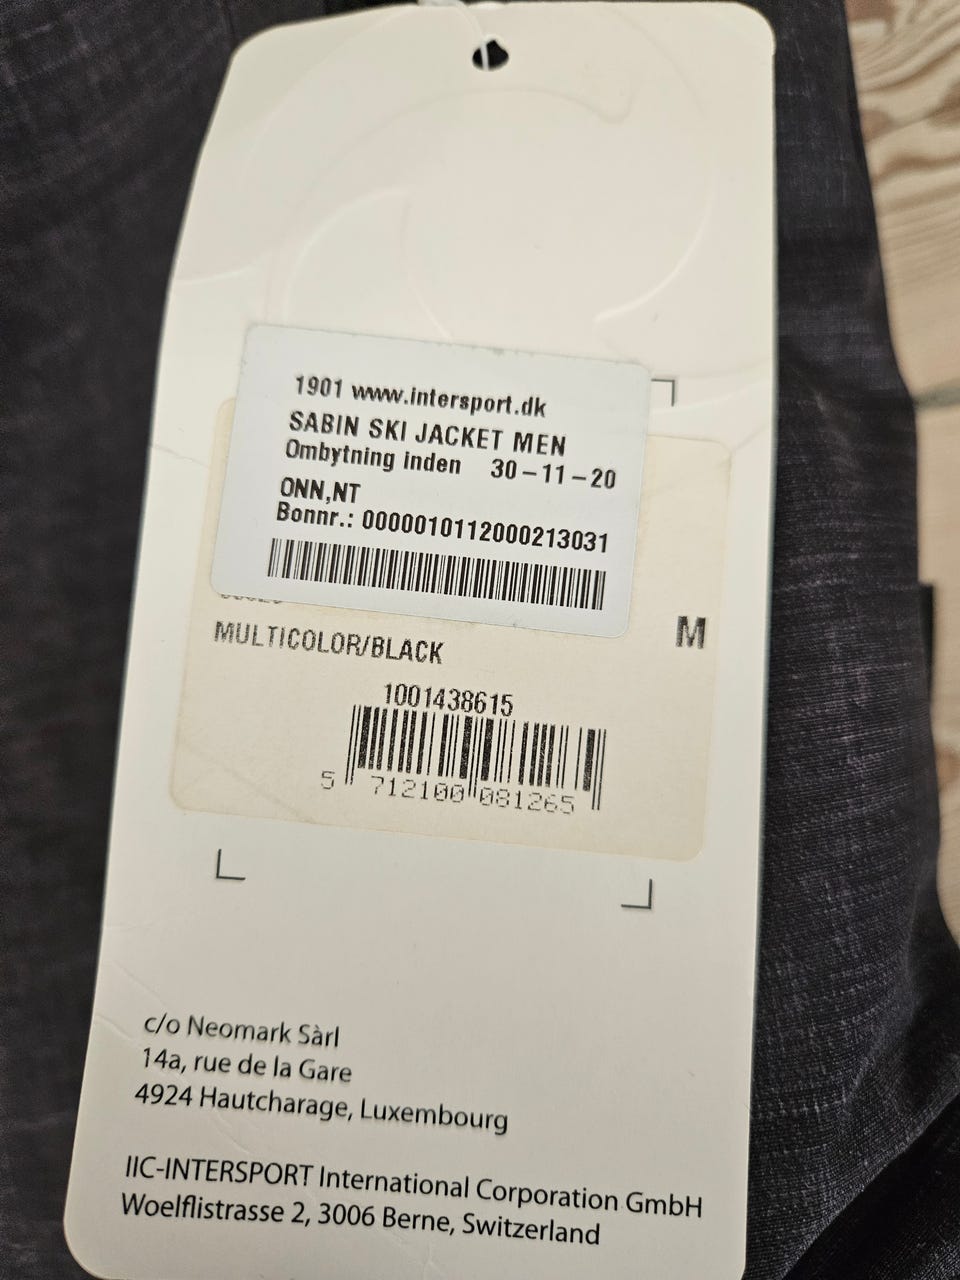 1901 www.intersport.dk
SABIN SKI JACKET MEN
Ombytning inden 30-11-20
ONN,NT
Bonnr.: 0000010112000213031
MULTICOLOR/BLACK
M
1001438615
5 712100 081265
c/o Neomark Sàrl
14a, rue de la Gare
4924 Hautcharage, Luxembourg
IIC-INTERSPORT International Corporation GmbH
Woelflistrasse 2, 3006 Berne, Switzerland